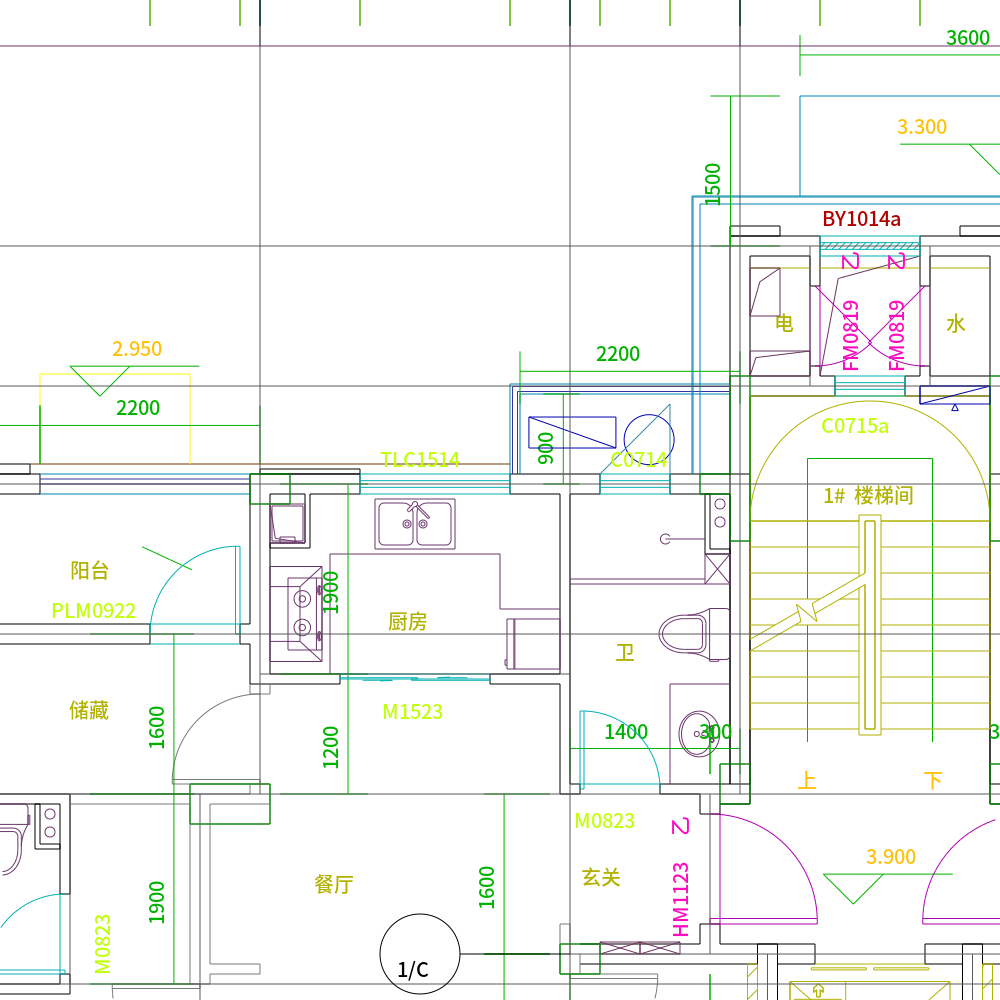 3600
3.300
1500
BY1014a
乙
乙
FM0819
FM0819
电
水
2.950
2200
2200
C0715a
900
TLC1514
C0714
1# 楼梯间
阳台
1900
PLM0922
厨房
卫
储藏
M1523
1600
1200
1400
300
3
上
下
M0823
乙
3.900
餐厅
玄关
1600
HM1123
1900
M0823
1/C